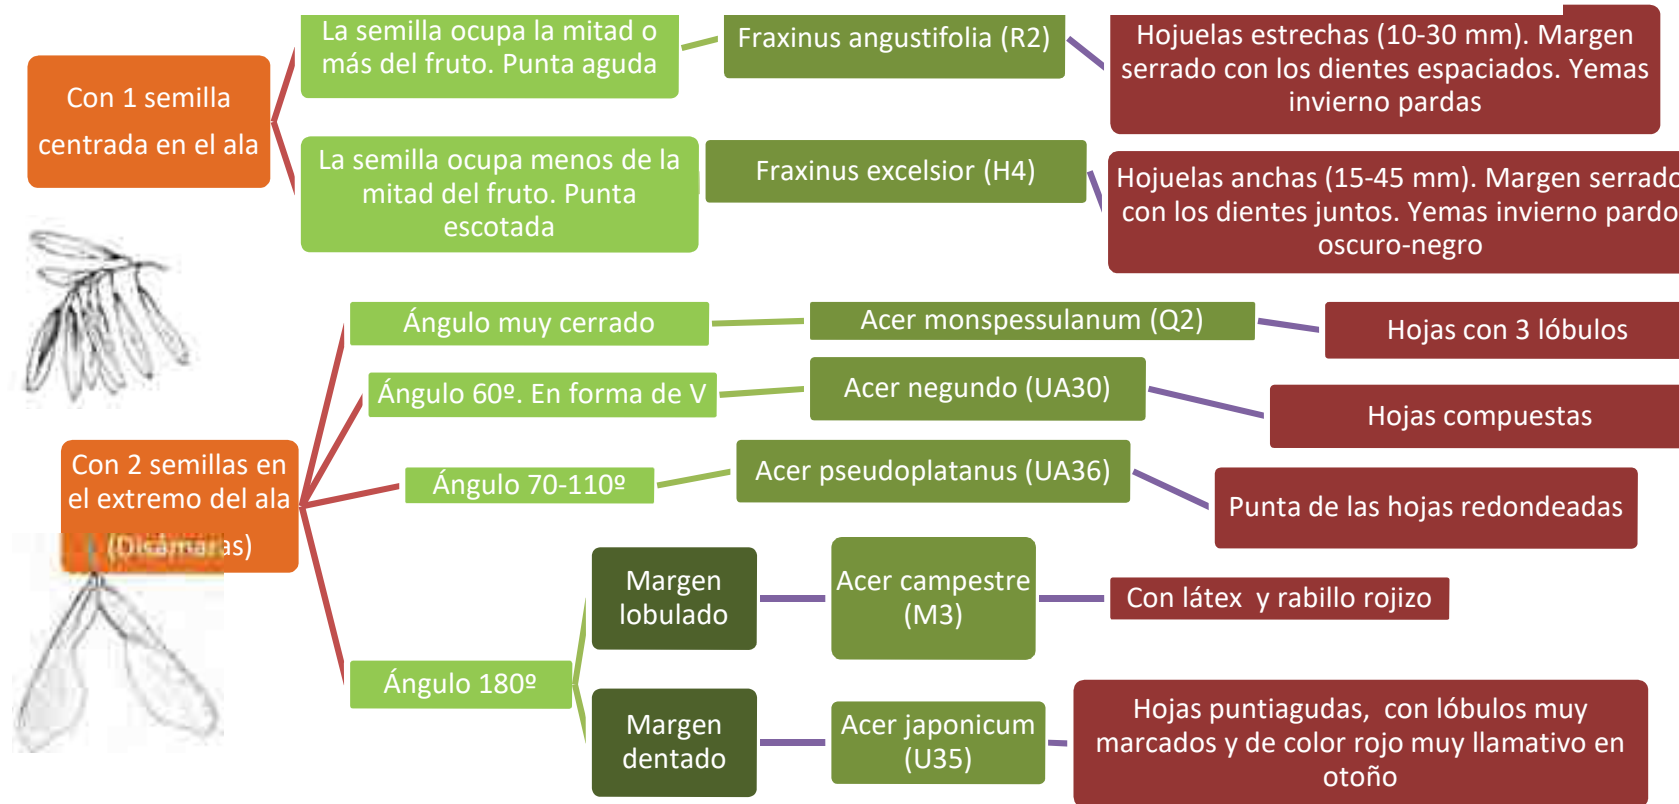 Con 1 semilla
centrada en el ala
La semilla ocupa la mitad o
más del fruto. Punta aguda
Fraxinus angustifolia (R2)
Hojuelas estrechas (10-30 mm). Margen
serrado con los dientes espaciados. Yemas
invierno pardas
La semilla ocupa menos de la
mitad del fruto. Punta
escotada
Fraxinus excelsior (H4)
Hojuelas anchas (15-45 mm). Margen serrado
con los dientes juntos. Yemas invierno pardo
oscuro-negro
Con 2 semillas en
el extremo del ala
(Disámaras)
Ángulo muy cerrado
Acer monspessulanum (Q2)
Hojas con 3 lóbulos
Ángulo 60º. En forma de V
Acer negundo (UA30)
Hojas compuestas
Ángulo 70-110º
Acer pseudoplatanus (UA36)
Punta de las hojas redondeadas
Ángulo 180º
Margen
lobulado
Acer campestre
(M3)
Con látex  y rabillo rojizo
Margen
dentado
Acer japonicum
(U35)
Hojas puntiagudas,  con lóbulos muy
marcados y de color rojo muy llamativo en
otoño